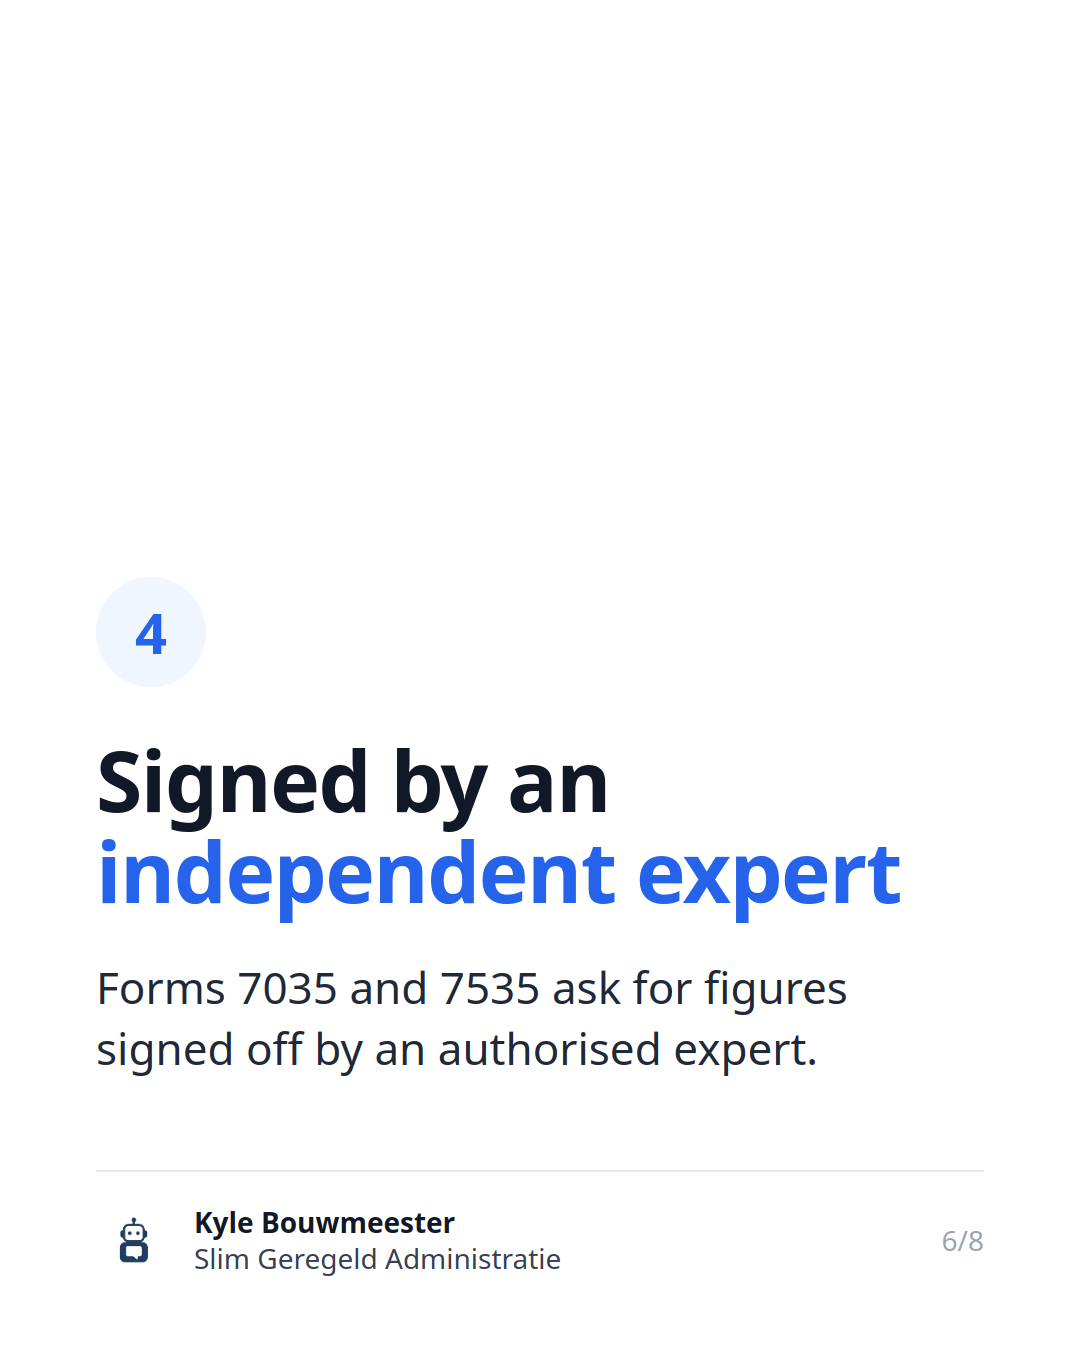 4
Signed by an
independent expert
Forms 7035 and 7535 ask for figures
signed off by an authorised expert.
Kyle Bouwmeester
Slim Geregeld Administratie
6/8